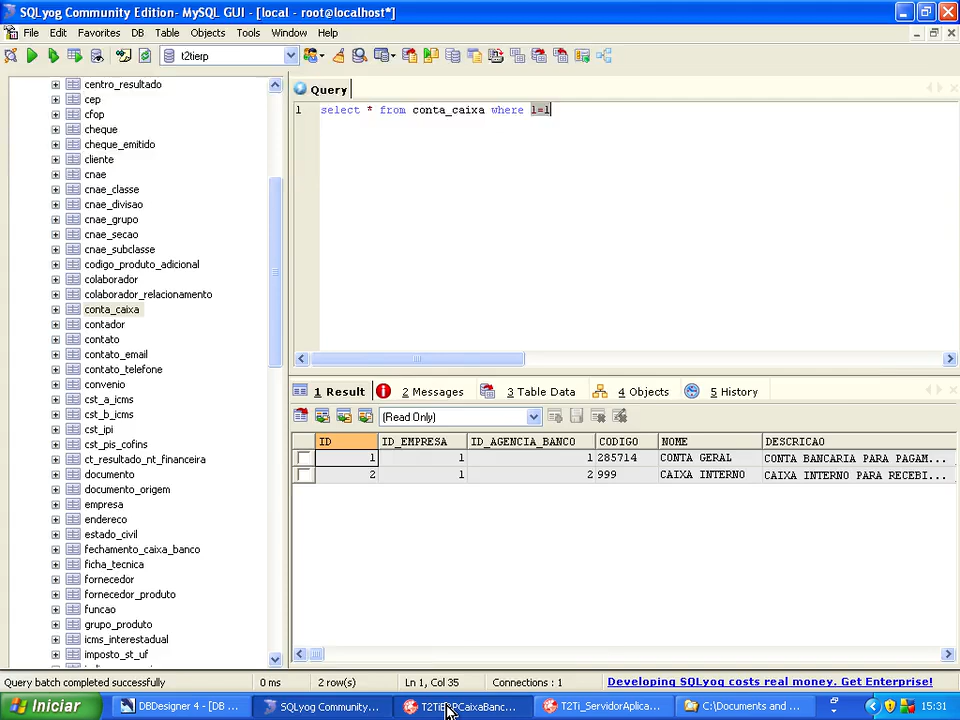 SQLyog Community Edition- MySQL GUI - [local - root@localhost*]
File Edit Favorites DB Table Objects Tools Window Help
t2tierp
centro_resultado
cep
cfop
cheque
cheque_emitido
cliente
cnae
cnae_classe
cnae_divisao
cnae_grupo
cnae_secao
cnae_subclasse
codigo_produto_adicional
colaborador
colaborador_relacionamento
conta_caixa
contador
contato
contato_email
contato_telefone
convenio
cst_a_icms
cst_b_icms
cst_ipi
cst_pis_cofins
ct_resultado_nt_financeira
documento
documento_origem
empresa
endereco
estado_civil
fechamento_caixa_banco
ficha_tecnica
fornecedor
fornecedor_produto
funcao
grupo_produto
icms_interestadual
imposto_st_uf
Query
1 select * from conta_caixa where 1=1
1 Result 2 Messages 3 Table Data 4 Objects 5 History
(Read Only)
ID ID_EMPRESA ID_AGENCIA_BANCO CODIGO NOME DESCRICAO
1 1 1 285714 CONTA GERAL CONTA BANCARIA PARA PAGAM...
2 1 2 999 CAIXA INTERNO CAIXA INTERNO PARA RECEBI...
Query batch completed successfully 0 ms 2 row(s) Ln 1, Col 35 Connections : 1 Developing SQLyog costs real money. Get Enterprise!
Iniciar DBDesigner 4 - [DB ... SQLyog Community... CaixaBanc... T2Ti_ServidorAplica... C:\Documents and ... 15:31